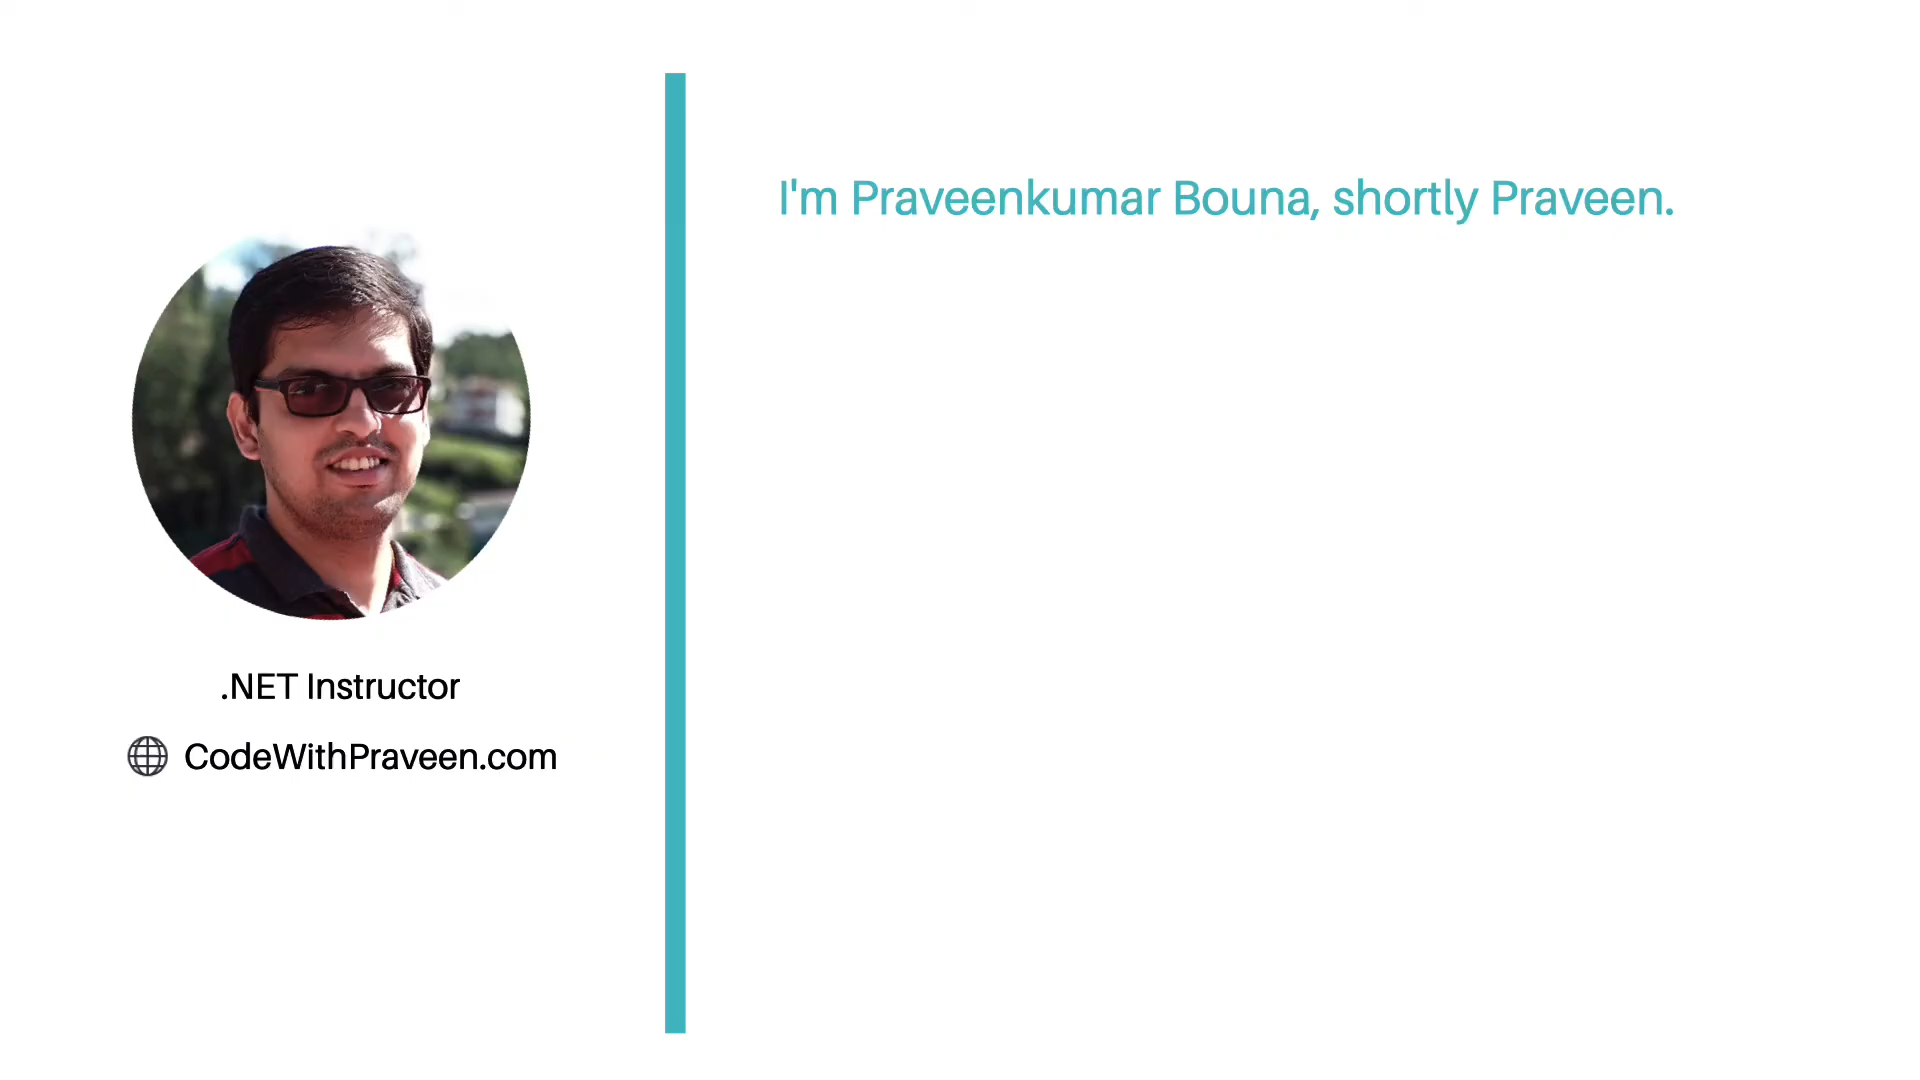 I'm Praveenkumar Bouna, shortly Praveen.
.NET Instructor
CodeWithPraveen.com